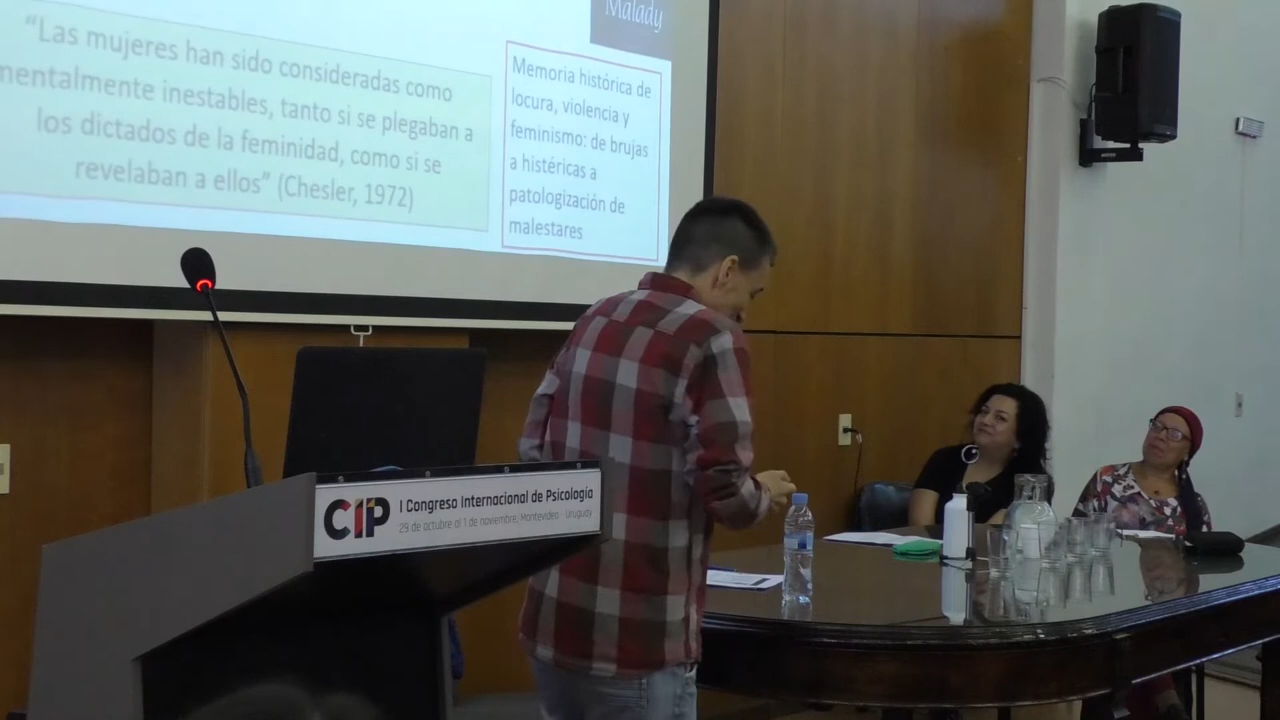 Malady
“Las mujeres han sido consideradas como
mentalmente inestables, tanto si se plegaban a
los dictados de la feminidad, como si se
revelaban a ellos” (Chesler, 1972)
Memoria histórica de
locura, violencia y
feminismo: de brujas
a histéricas a
patologización de
malestares
CIP
I Congreso Internacional de Psicología
29 de octubre al 1 de noviembre, Montevideo - Uruguay